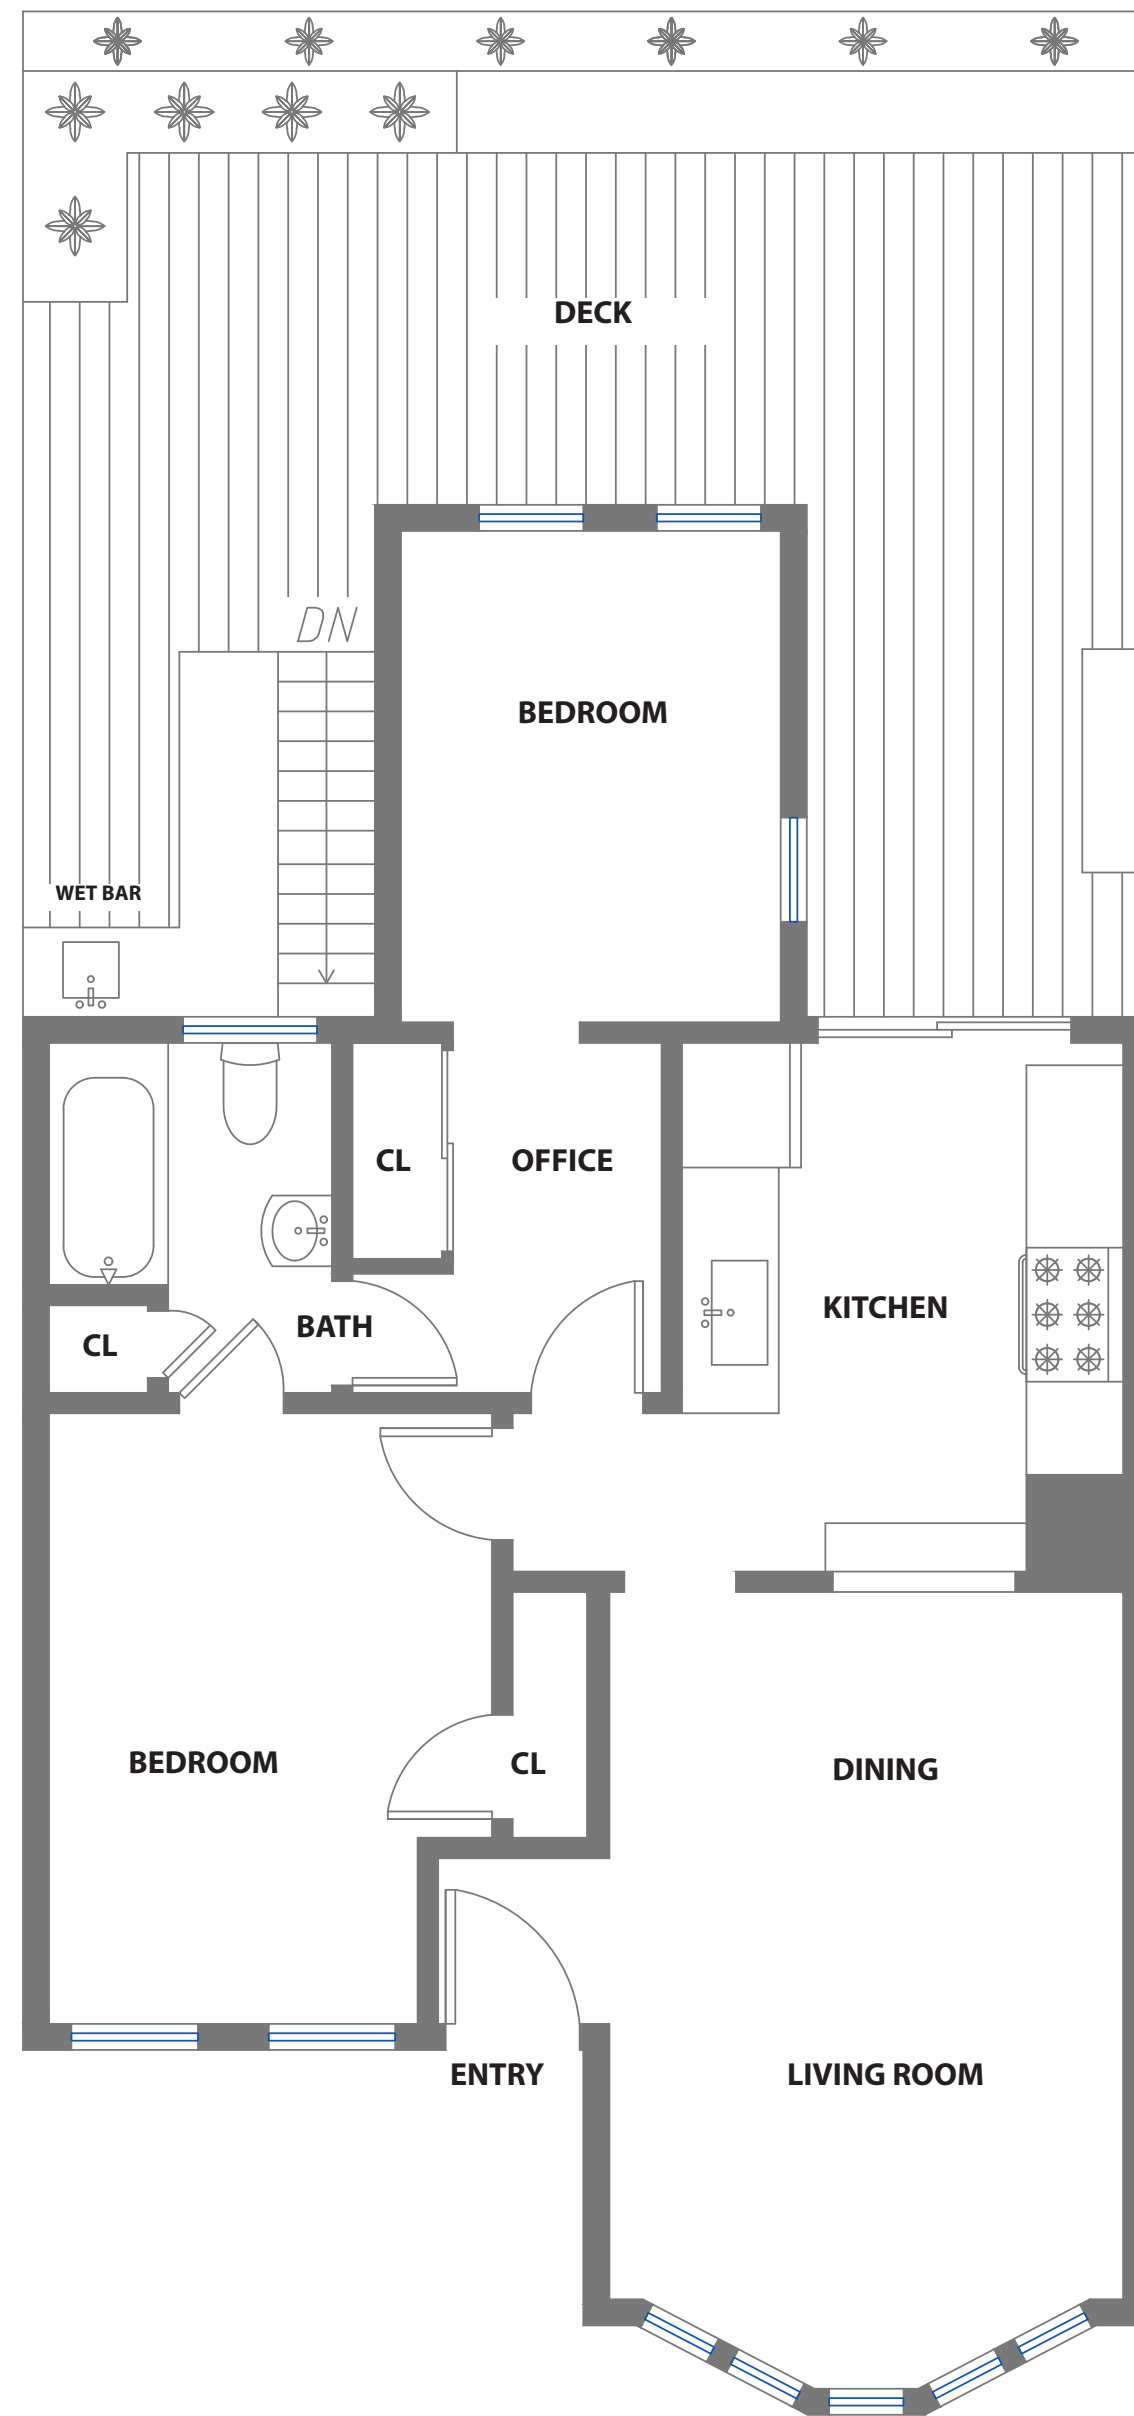 DECK
DN
BEDROOM
WET BAR
CL
OFFICE
KITCHEN
BATH
CL
BEDROOM
CL
DINING
ENTRY
LIVING ROOM